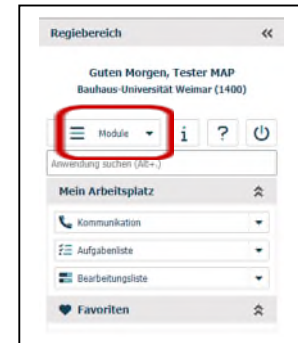 Regiebereich «
Guten Morgen, Tester MAP
Bauhaus-Universität Weimar (1400)
Module i ?
Anwendung suchen (Alt+.)
Mein Arbeitsplatz
Kommunikation
Aufgabenliste
Bearbeitungsliste
Favoriten